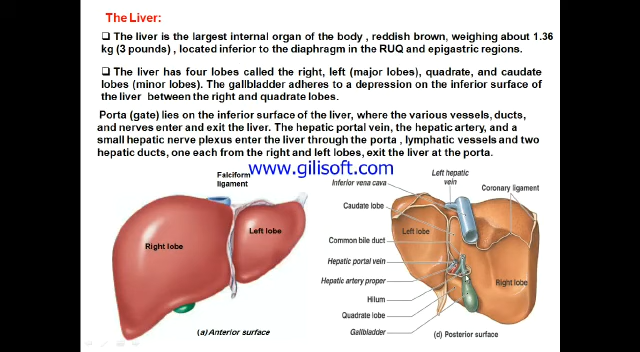 The Liver:
❑ The liver is the largest internal organ of the body , reddish brown, weighing about 1.36
kg (3 pounds) , located inferior to the diaphragm in the RUQ and epigastric regions.
❑ The liver has four lobes called the right, left (major lobes), quadrate, and caudate
lobes (minor lobes). The gallbladder adheres to a depression on the inferior surface of
the liver between the right and quadrate lobes.
Porta (gate) lies on the inferior surface of the liver, where the various vessels, ducts,
and nerves enter and exit the liver. The hepatic portal vein, the hepatic artery, and a
small hepatic nerve plexus enter the liver through the porta , lymphatic vessels and two
hepatic ducts, one each from the right and left lobes, exit the liver at the porta.
www.gilisoft.com
Falciform
ligament
Right lobe
Left lobe
(a) Anterior surface
Left hepatic
vein
Inferior vena cava
Coronary ligament
Caudate lobe
Left lobe
Common bile duct
Hepatic portal vein
Hepatic artery proper
Right lobe
Hilum
Quadrate lobe
Gallbladder
(d) Posterior surface